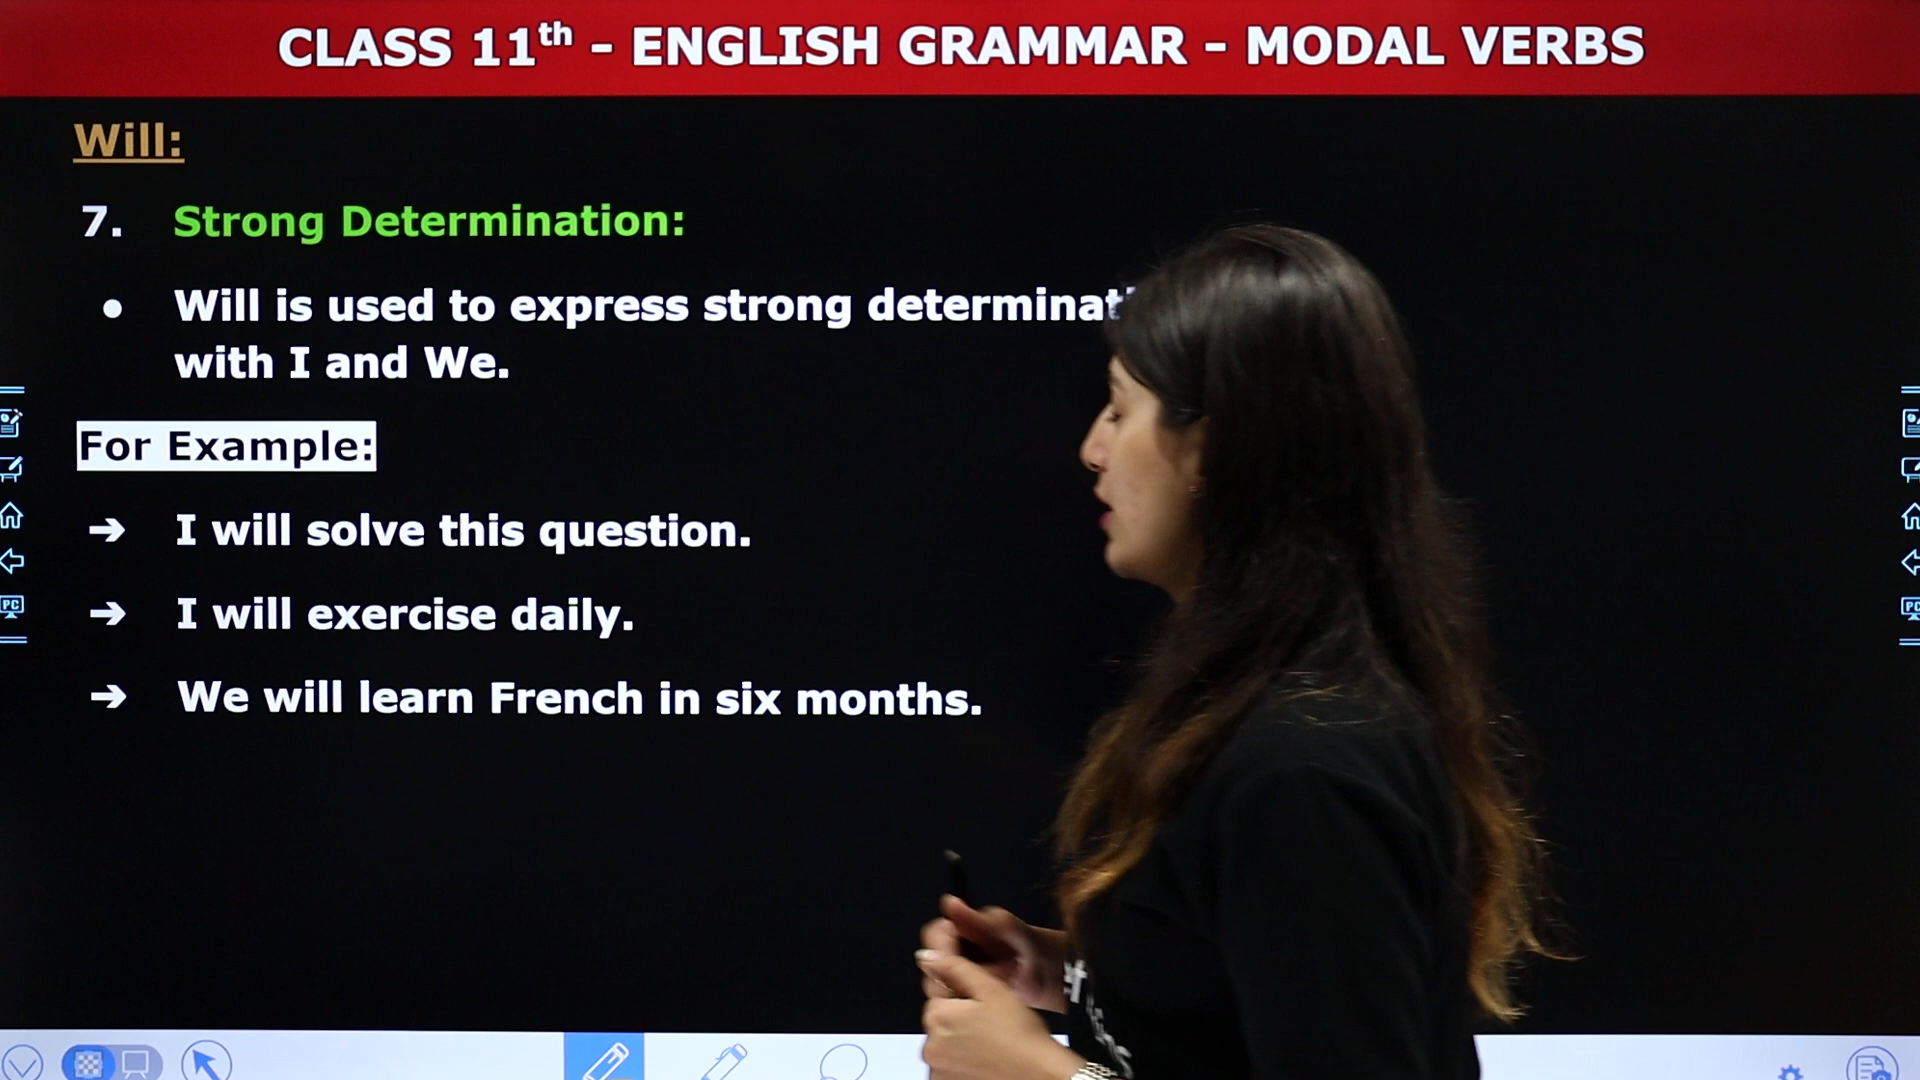 CLASS 11th - ENGLISH GRAMMAR - MODAL VERBS
Will:
7. Strong Determination:
● Will is used to express strong
with I and We.
For Example:
➔ I will solve this question.
➔ I will exercise daily.
➔ We will learn French in six months.
PC